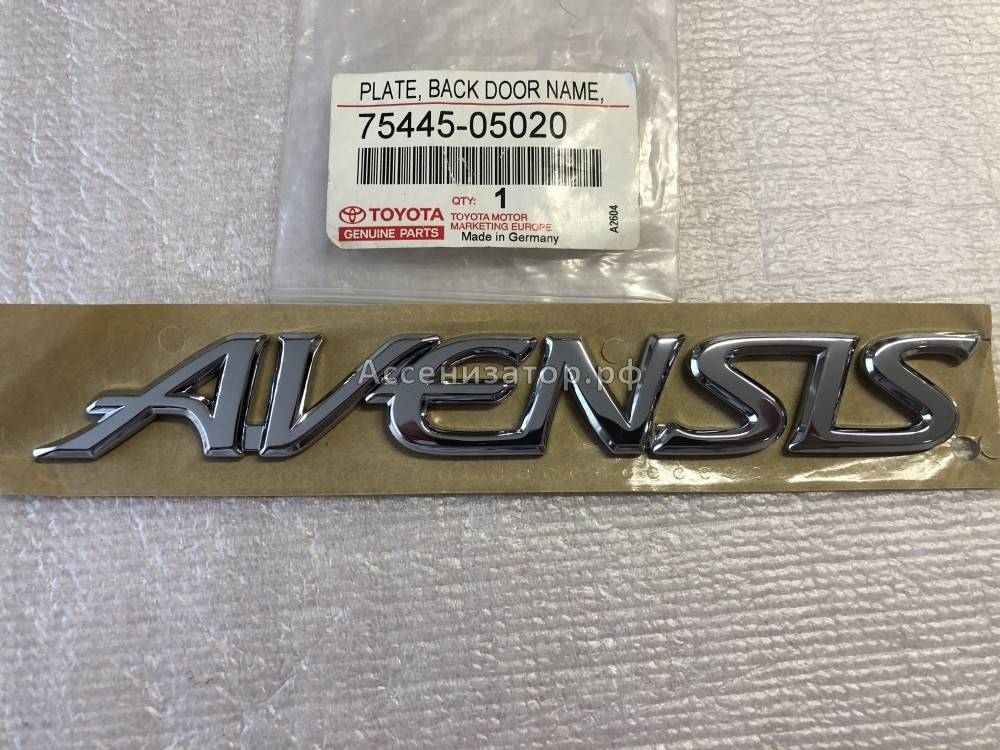 PLATE, BACK DOOR NAME,
75445-05020
QTY: 1
TOYOTA
GENUINE PARTS
TOYOTA MOTOR
MARKETING EUROPE
Made in Germany
A2604
AVENSIS
Ассенизатор.рф